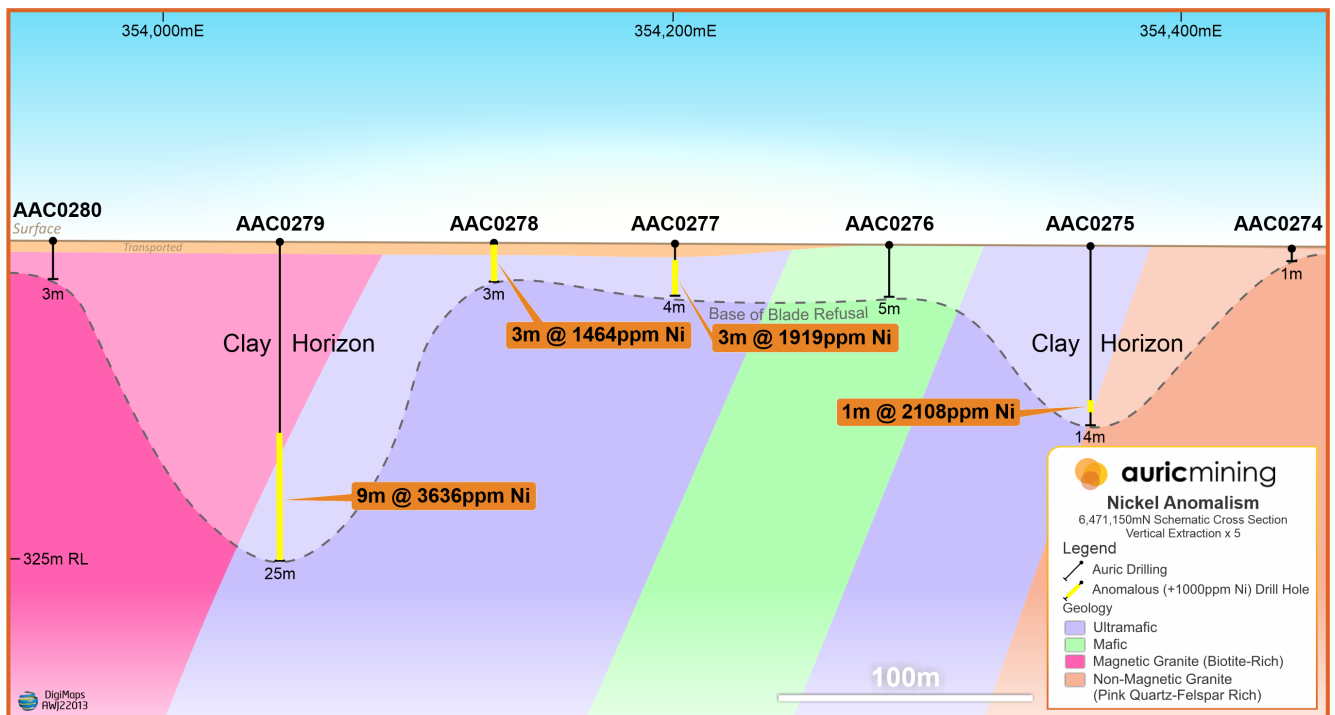 354,000mE
354,200mE
354,400mE
AAC0280
AAC0279
AAC0278
AAC0277
AAC0276
AAC0275
AAC0274
Surface
Transported
3m
3m
4m
5m
1m
Base of Blade Refusal
3m @ 1464ppm Ni
3m @ 1919ppm Ni
Clay Horizon
Clay Horizon
1m @ 2108ppm Ni
14m
9m @ 3636ppm Ni
325m RL
25m
auricmining
Nickel Anomalism
6,471,150mN Schematic Cross Section
Vertical Extraction x 5
Legend
Auric Drilling
Anomalous (+1000ppm Ni) Drill Hole
Geology
Ultramafic
Mafic
Magnetic Granite (Biotite-Rich)
Non-Magnetic Granite
(Pink Quartz-Felspar Rich)
100m
DigiMaps
AWJ22013